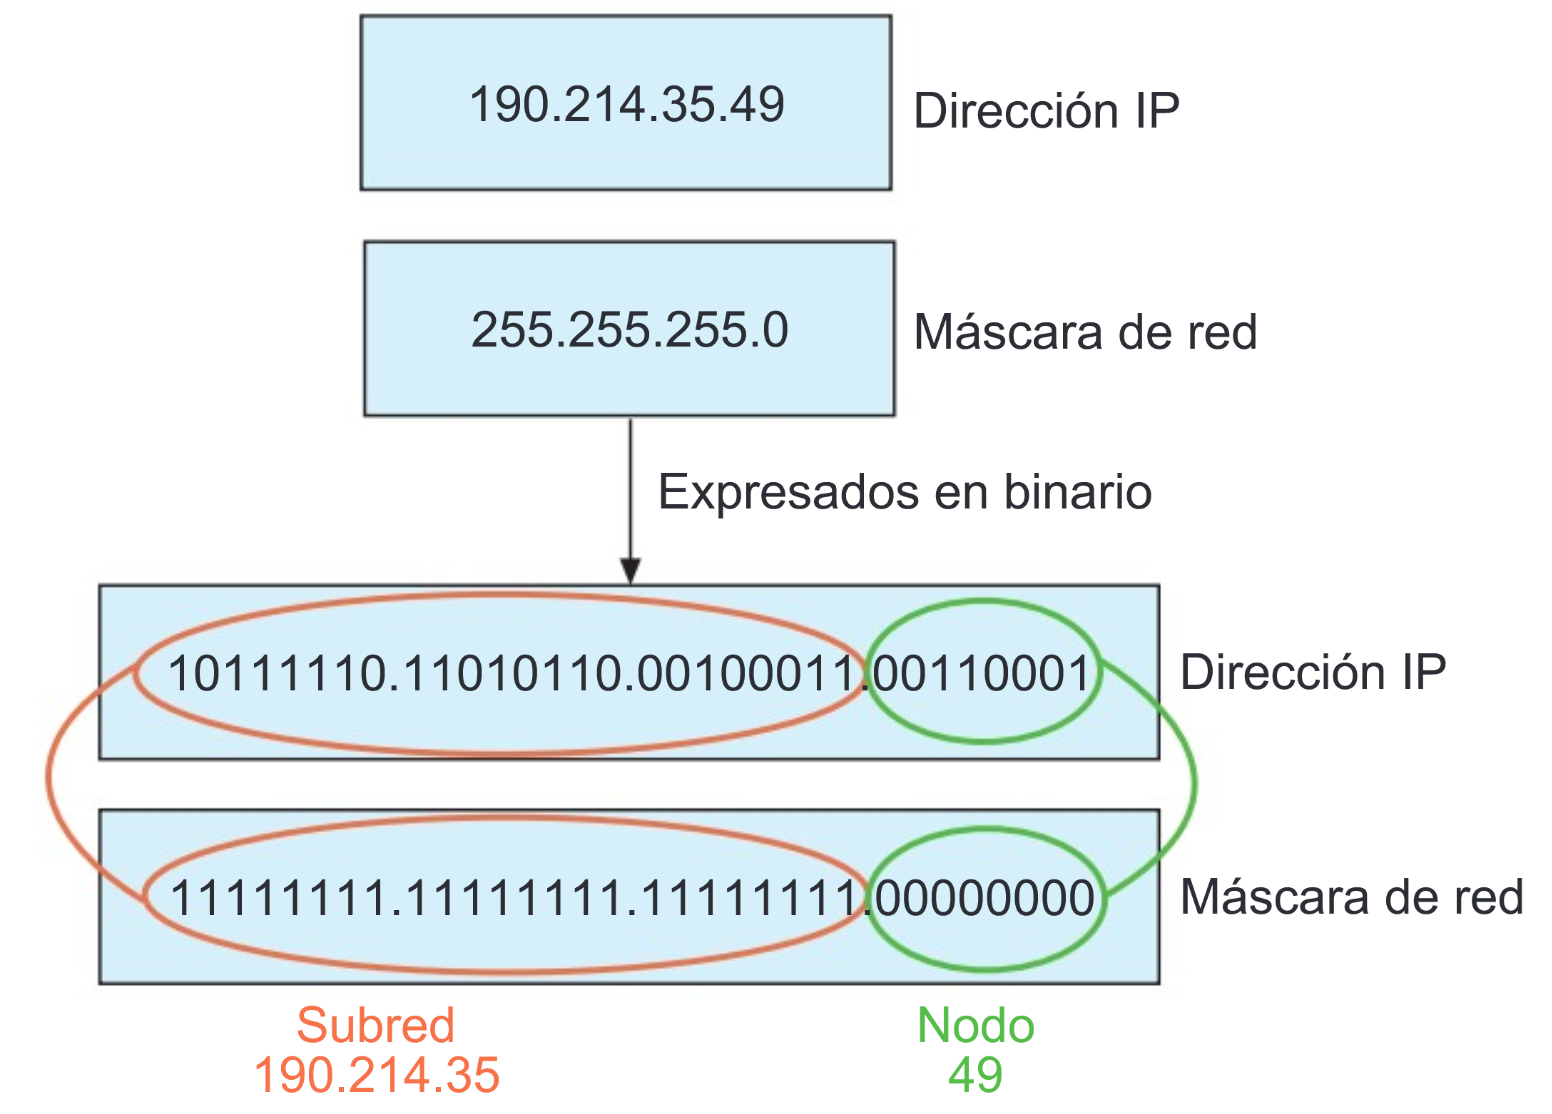 190.214.35.49
Dirección IP
255.255.255.0
Máscara de red
Expresados en binario
10111110.11010110.00100011.00110001
Dirección IP
11111111.11111111.11111111.00000000
Máscara de red
Subred
190.214.35
Nodo
49